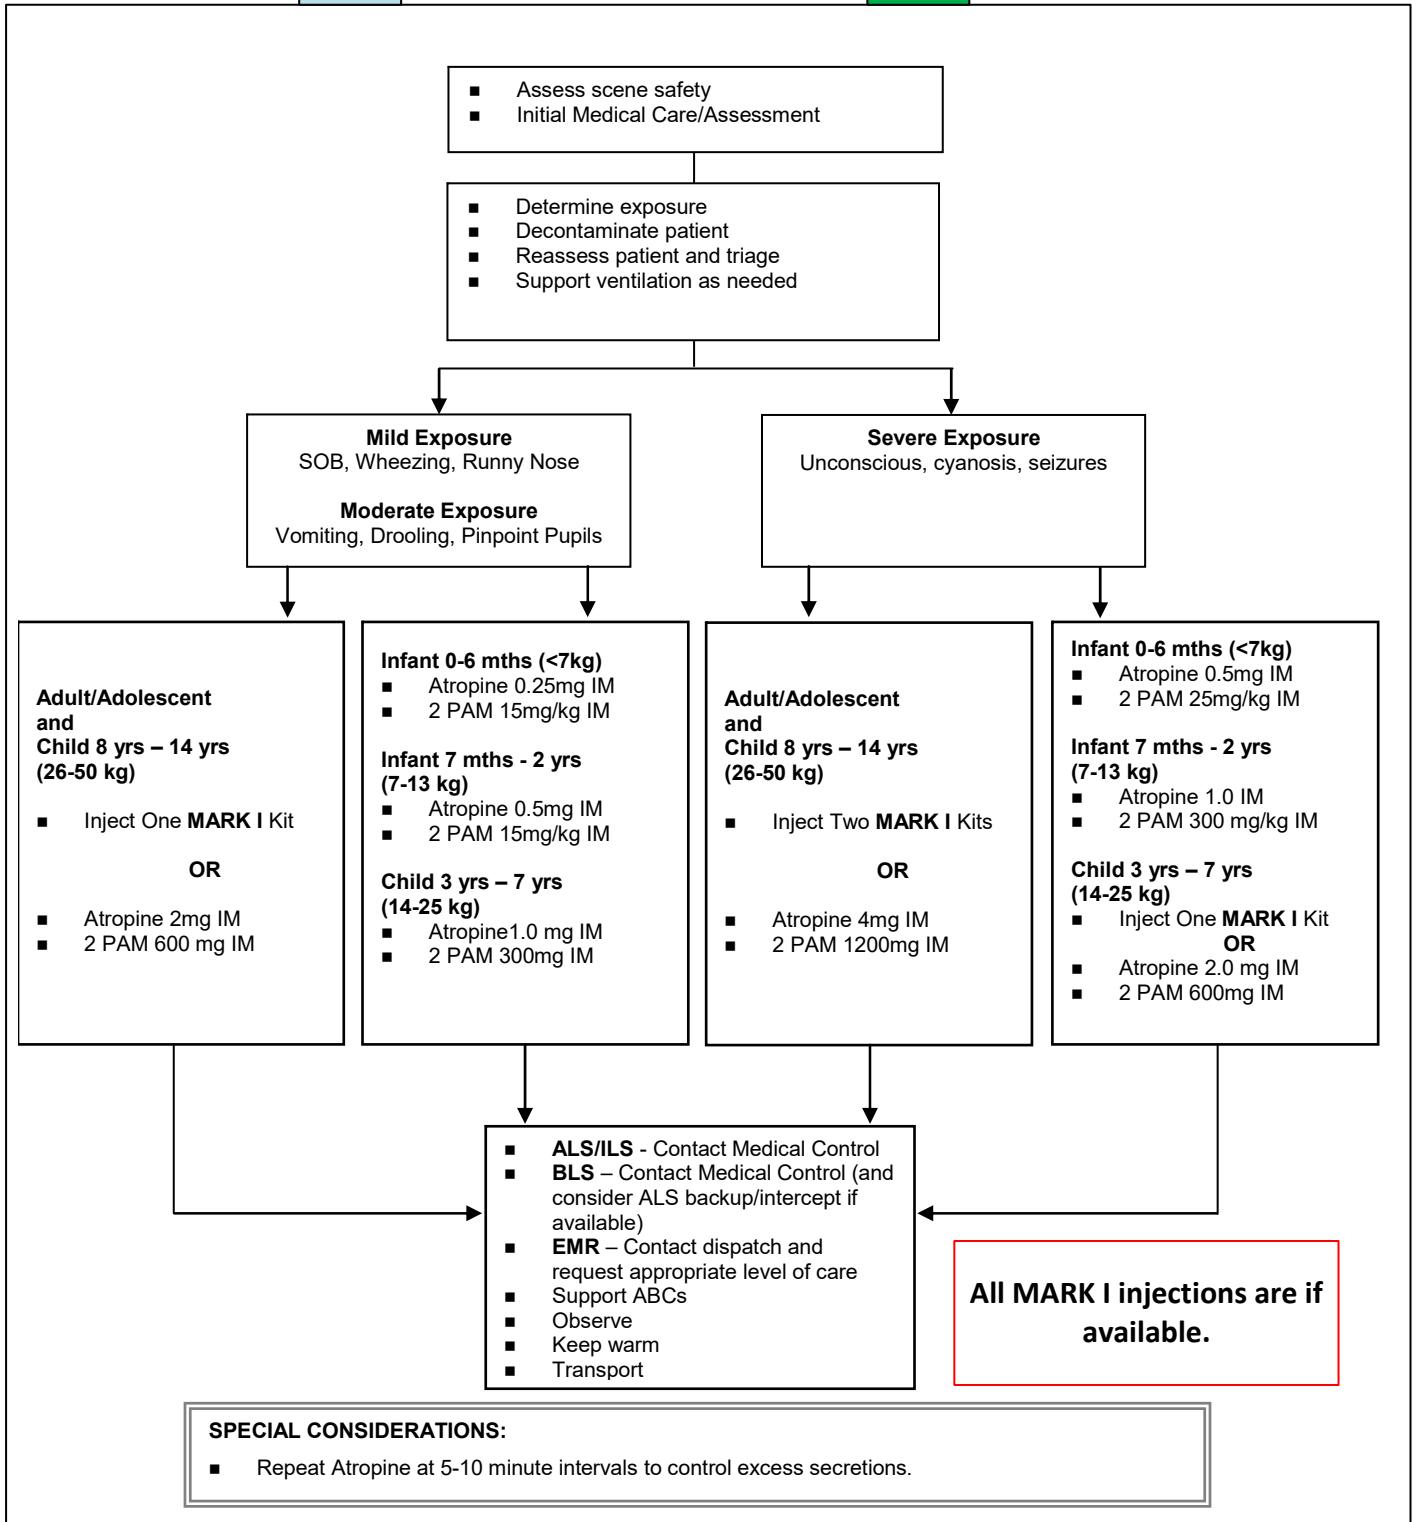 ■ Assess scene safety
■ Initial Medical Care/Assessment
■ Determine exposure
■ Decontaminate patient
■ Reassess patient and triage
■ Support ventilation as needed
Mild Exposure
SOB, Wheezing, Runny Nose
Moderate Exposure
Vomiting, Drooling, Pinpoint Pupils
Severe Exposure
Unconscious, cyanosis, seizures
Adult/Adolescent
and
Child 8 yrs – 14 yrs
(26-50 kg)
■ Inject One MARK I Kit
OR
■ Atropine 2mg IM
■ 2 PAM 600 mg IM
Infant 0-6 mths (<7kg)
■ Atropine 0.25mg IM
■ 2 PAM 15mg/kg IM
Infant 7 mths - 2 yrs
(7-13 kg)
■ Atropine 0.5mg IM
■ 2 PAM 15mg/kg IM
Child 3 yrs – 7 yrs
(14-25 kg)
■ Atropine1.0 mg IM
■ 2 PAM 300mg IM
Adult/Adolescent
and
Child 8 yrs – 14 yrs
(26-50 kg)
■ Inject Two MARK I Kits
OR
■ Atropine 4mg IM
■ 2 PAM 1200mg IM
Infant 0-6 mths (<7kg)
■ Atropine 0.5mg IM
■ 2 PAM 25mg/kg IM
Infant 7 mths - 2 yrs
(7-13 kg)
■ Atropine 1.0 IM
■ 2 PAM 300 mg/kg IM
Child 3 yrs – 7 yrs
(14-25 kg)
■ Inject One MARK I Kit
OR
■ Atropine 2.0 mg IM
■ 2 PAM 600mg IM
■ ALS/ILS - Contact Medical Control
■ BLS – Contact Medical Control (and
consider ALS backup/intercept if
available)
■ EMR – Contact dispatch and
request appropriate level of care
■ Support ABCs
■ Observe
■ Keep warm
■ Transport
All MARK I injections are if
available.
SPECIAL CONSIDERATIONS:
■ Repeat Atropine at 5-10 minute intervals to control excess secretions.